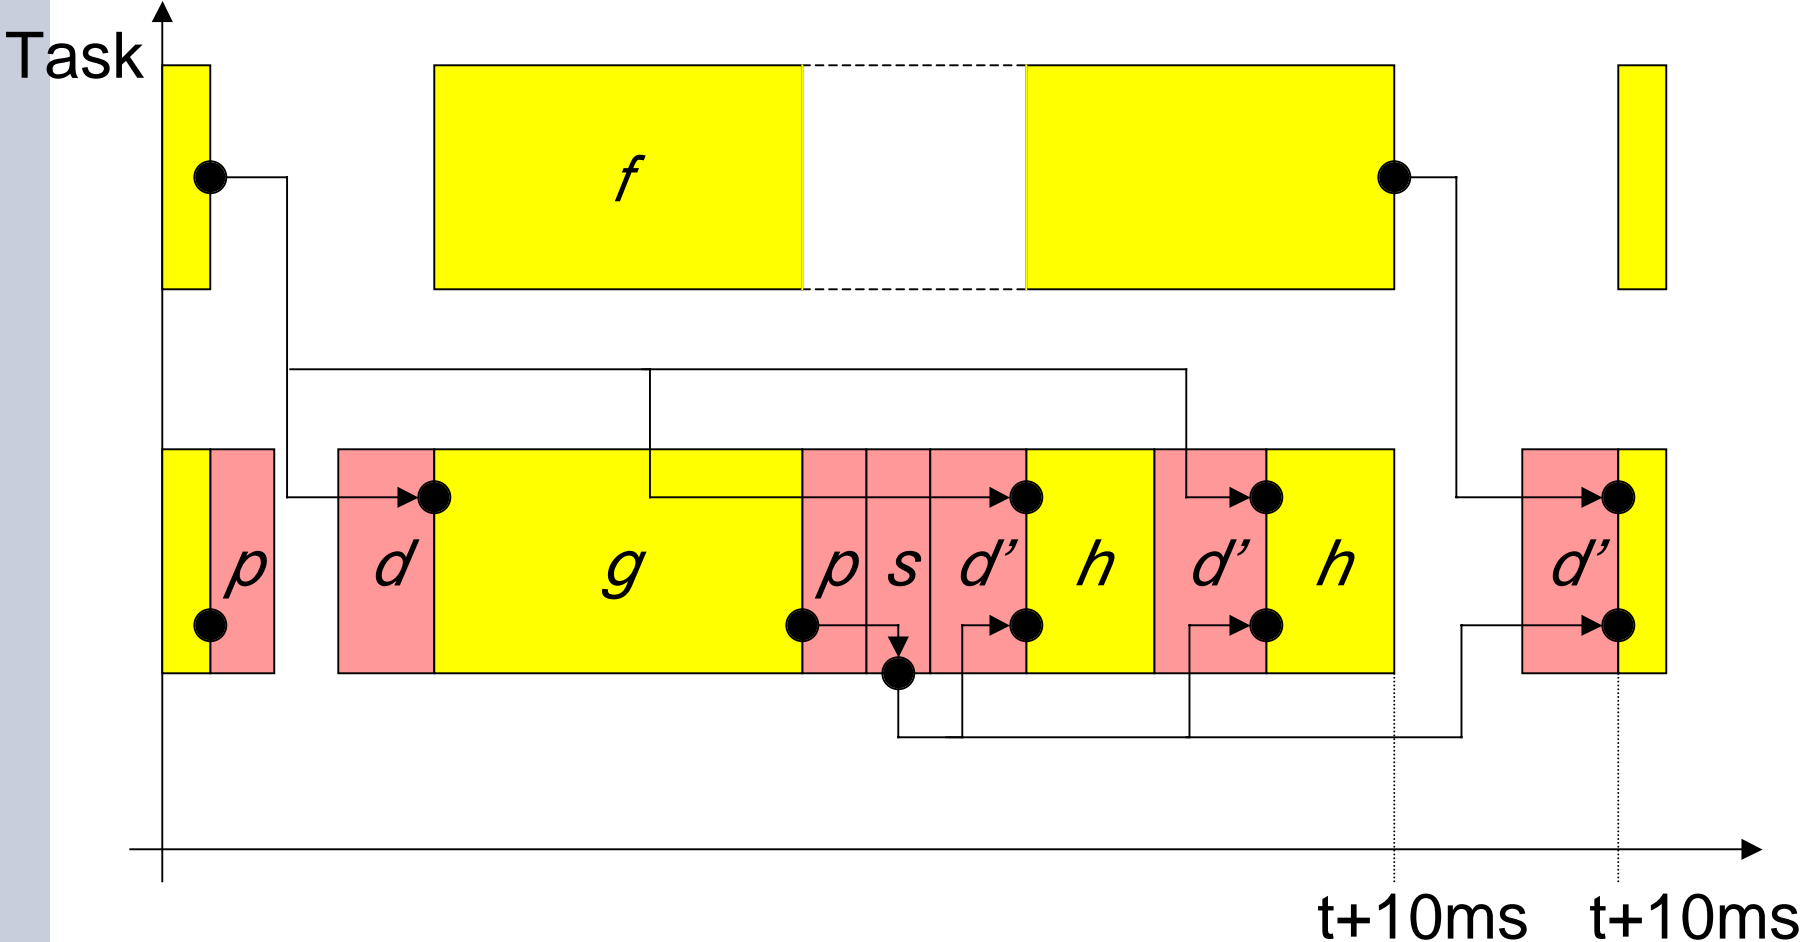 Task
f
p d g p s d’ h d’ h d’
t+10ms t+10ms